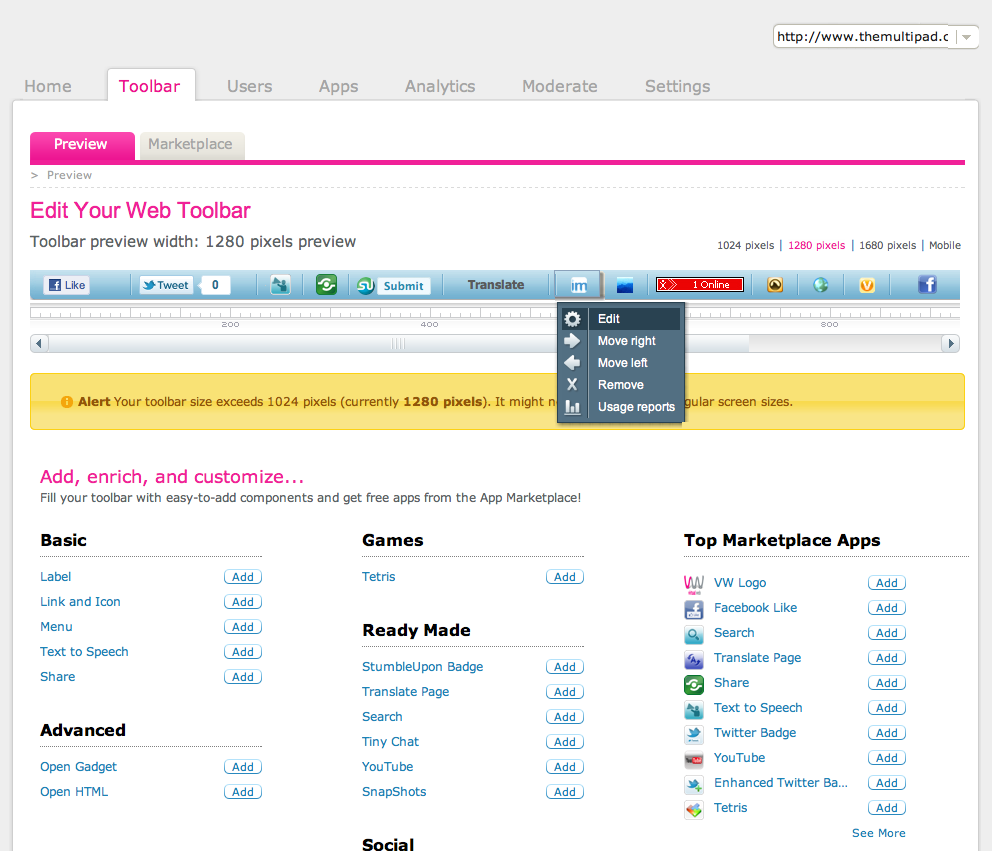 http://www.themultipad.c
Home Toolbar Users Apps Analytics Moderate Settings
Preview Marketplace
> Preview
Edit Your Web Toolbar
Toolbar preview width: 1280 pixels preview
1024 pixels | 1280 pixels | 1680 pixels | Mobile
Like Tweet 0 Submit Translate im 1 Online
200 400 800
Edit
Move right
Move left
Remove
Usage reports
Alert Your toolbar size exceeds 1024 pixels (currently 1280 pixels). It might n gular screen sizes.
Add, enrich, and customize...
Fill your toolbar with easy-to-add components and get free apps from the App Marketplace!
Basic
Label Add
Link and Icon Add
Menu Add
Text to Speech Add
Share Add
Advanced
Open Gadget Add
Open HTML Add
Games
Tetris Add
Ready Made
StumbleUpon Badge Add
Translate Page Add
Search Add
Tiny Chat Add
YouTube Add
SnapShots Add
Social
Top Marketplace Apps
VW Logo Add
Facebook Like Add
Search Add
Translate Page Add
Share Add
Text to Speech Add
Twitter Badge Add
YouTube Add
Enhanced Twitter Ba... Add
Tetris Add
See More